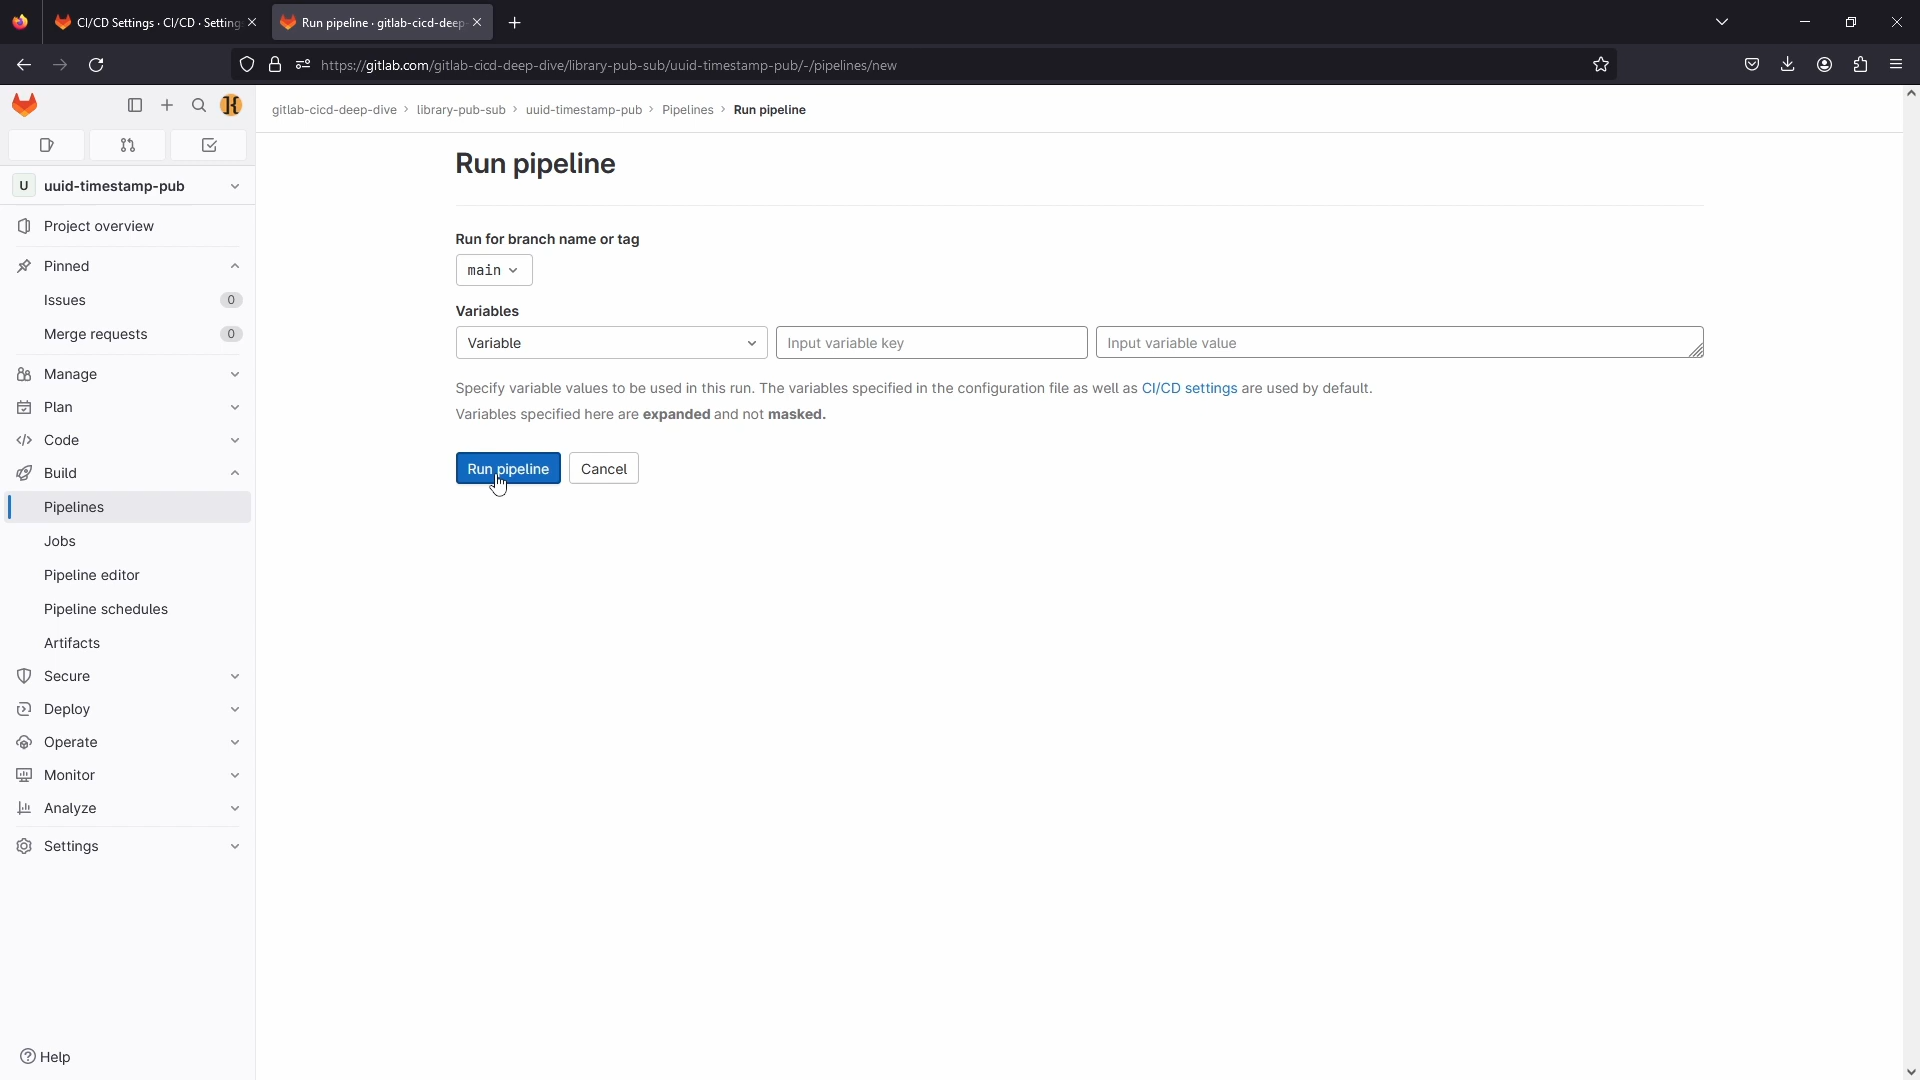 CI/CD Settings · CI/CD · Setting
Run pipeline · gitlab-cicd-deep-
https://gitlab.com/gitlab-cicd-deep-dive/library-pub-sub/uuid-timestamp-pub/-/pipelines/new
gitlab-cicd-deep-dive › library-pub-sub › uuid-timestamp-pub › Pipelines › Run pipeline
U uuid-timestamp-pub
Project overview
Pinned
Issues 0
Merge requests 0
Manage
Plan
Code
Build
Pipelines
Jobs
Pipeline editor
Pipeline schedules
Artifacts
Secure
Deploy
Operate
Monitor
Analyze
Settings
Help
Run pipeline
Run for branch name or tag
main
Variables
Variable Input variable key Input variable value
Specify variable values to be used in this run. The variables specified in the configuration file as well as CI/CD settings are used by default.
Variables specified here are expanded and not masked.
Run pipeline Cancel